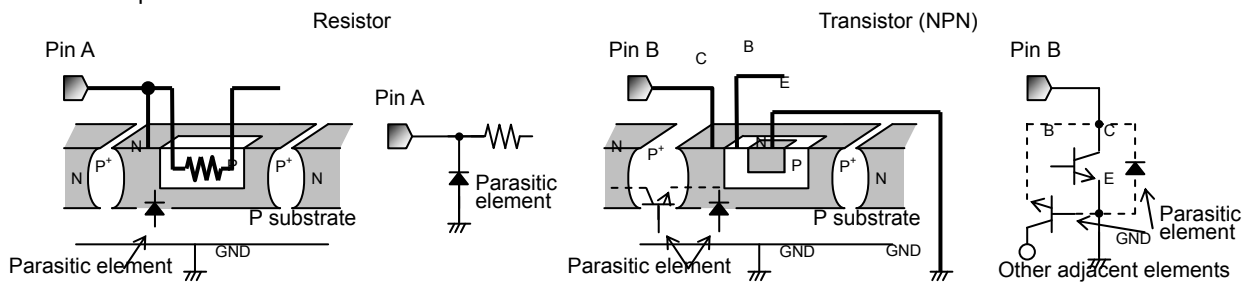 Resistor
Transistor (NPN)
Pin A
Pin A
Pin B
C
B
E
Pin B
N
P
P+
P+
N
N
Parasitic element
P substrate
GND
Parasitic element
N
N
P
P+
P+
N
N
P substrate
GND
GND
Parasitic element
B
C
E
GND
Parasitic element
Other adjacent elements